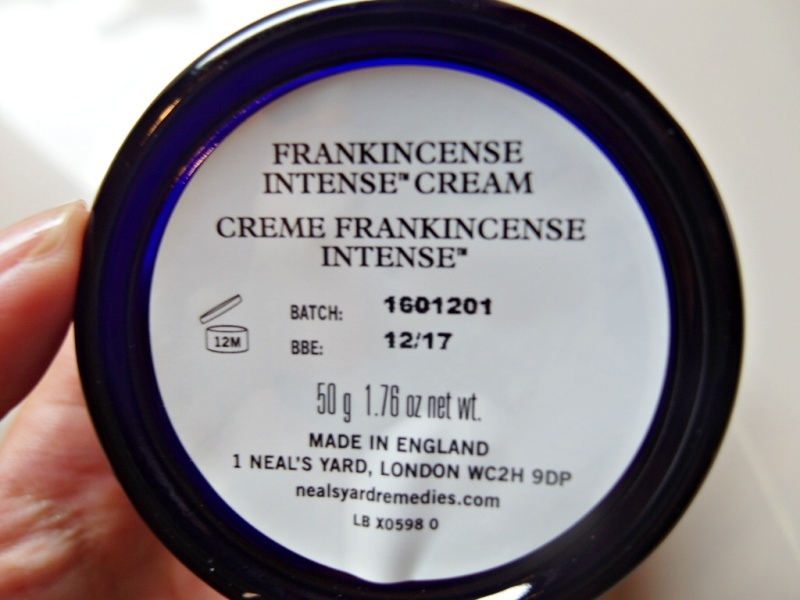 FRANKINCENSE
INTENSE™ CREAM
CREME FRANKINCENSE
INTENSE™
BATCH: 1601201
12M
BBE: 12/17
50 g 1.76 oz net wt.
MADE IN ENGLAND
1 NEAL'S YARD, LONDON WC2H 9DP
nealsyardremedies.com
LB X0598 0